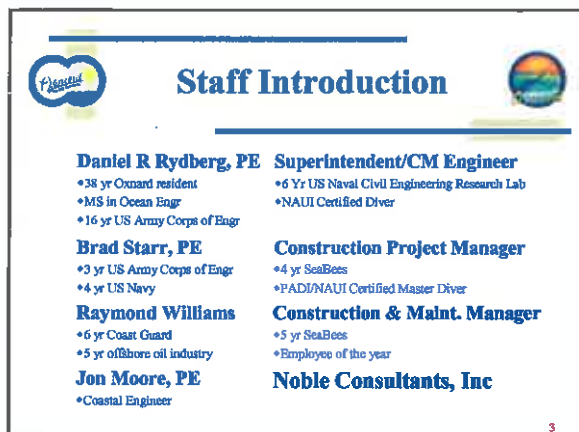 Staff Introduction
Daniel R Rydberg, PE Superintendent/CM Engineer
•38 yr Oxnard resident •6 Yr US Naval Civil Engineering Research Lab
•MS in Ocean Engr •NAUI Certified Diver
•16 yr US Army Corps of Engr
Brad Starr, PE Construction Project Manager
•3 yr US Army Corps of Engr •4 yr SeaBees
•4 yr US Navy •PADI/NAUI Certified Master Diver
Raymond Williams Construction & Maint. Manager
•6 yr Coast Guard •5 yr SeaBees
•5 yr offshore oil industry •Employee of the year
Jon Moore, PE Noble Consultants, Inc
•Coastal Engineer
3